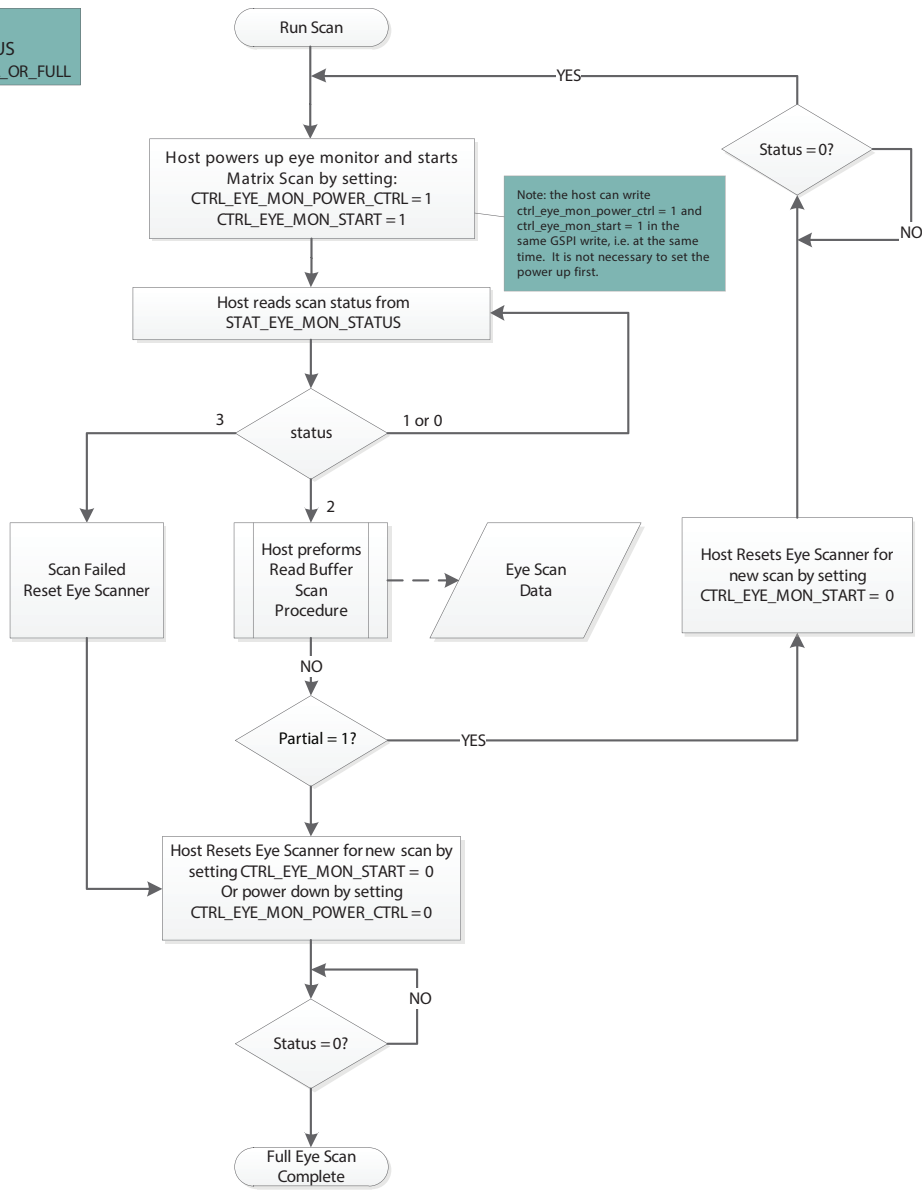 US
_OR_FULL
Run Scan
YES
Status = 0?
NO
Host powers up eye monitor and starts
Matrix Scan by setting:
CTRL_EYE_MON_POWER_CTRL = 1
CTRL_EYE_MON_START = 1
Note: the host can write
ctrl_eye_mon_power_ctrl = 1 and
ctrl_eye_mon_start = 1 in the
same GSPI write, i.e. at the same
time. It is not necessary to set the
power up first.
Host reads scan status from
STAT_EYE_MON_STATUS
3
status
1 or 0
2
Scan Failed
Reset Eye Scanner
Host preforms
Read Buffer
Scan
Procedure
Eye Scan
Data
Host Resets Eye Scanner for
new scan by setting
CTRL_EYE_MON_START = 0
NO
Partial = 1?
YES
Host Resets Eye Scanner for new scan by
setting CTRL_EYE_MON_START = 0
Or power down by setting
CTRL_EYE_MON_POWER_CTRL = 0
NO
Status = 0?
Full Eye Scan
Complete